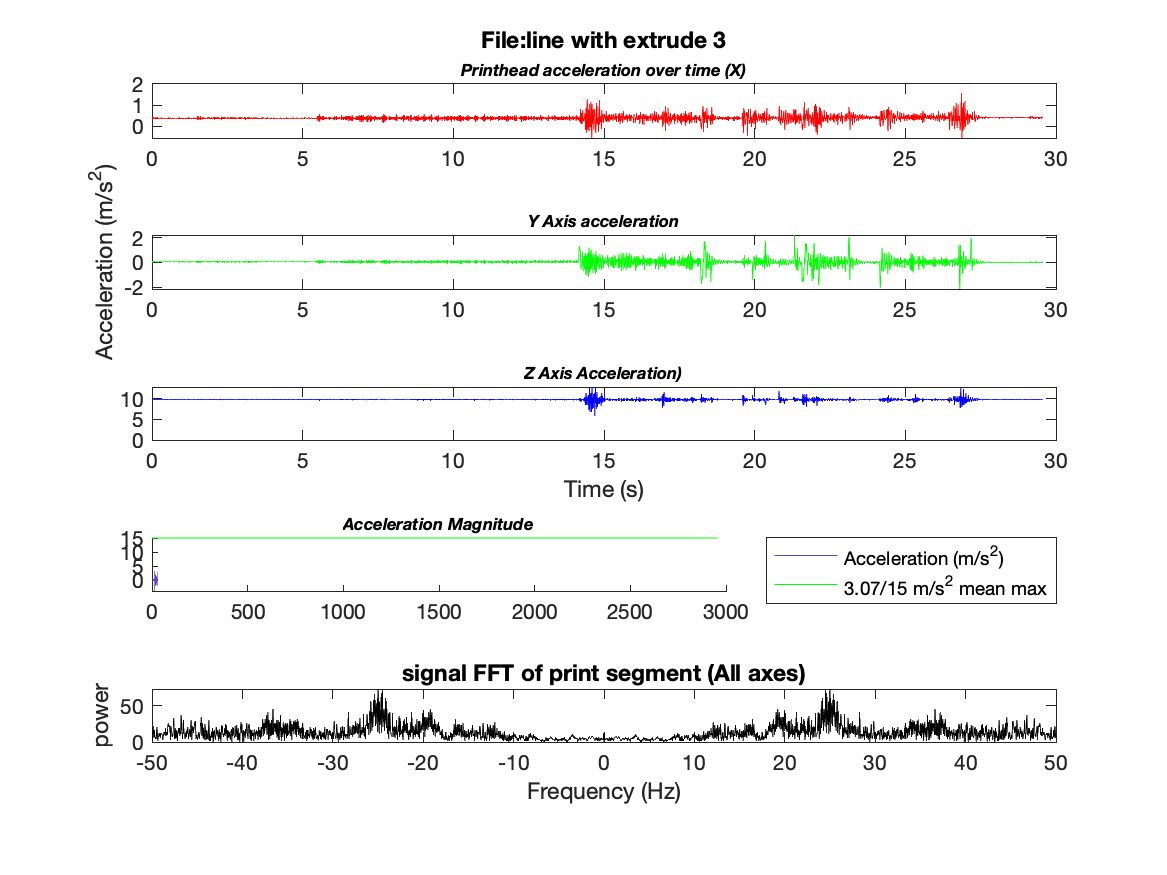 File:line with extrude 3
Printhead acceleration over time (X)
2
1
0
0 5 10 15 20 25 30
Acceleration (m/s²)
Y Axis acceleration
2
0
-2
0 5 10 15 20 25 30
Z Axis Acceleration)
10
5
0
0 5 10 15 20 25 30
Time (s)
Acceleration Magnitude
15
10
5
0
0 500 1000 1500 2000 2500 3000
Acceleration (m/s²)
3.07/15 m/s² mean max
signal FFT of print segment (All axes)
power
50
0
-50 -40 -30 -20 -10 0 10 20 30 40 50
Frequency (Hz)